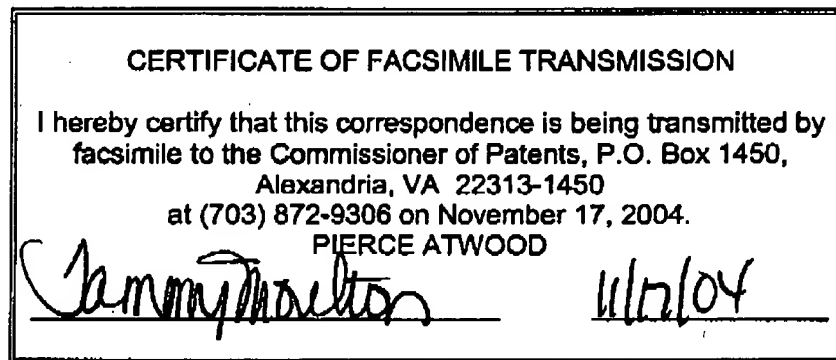 CERTIFICATE OF FACSIMILE TRANSMISSION
I hereby certify that this correspondence is being transmitted by
facsimile to the Commissioner of Patents, P.O. Box 1450,
Alexandria, VA 22313-1450
at (703) 872-9306 on November 17, 2004.
PIERCE ATWOOD
Tammy Moulton 11/17/04